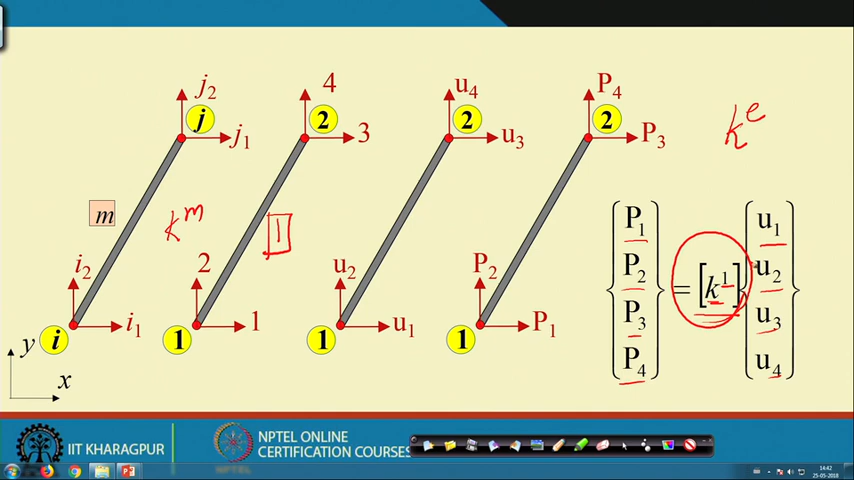 j2 4 u4 P4
j 2 2 2
j1 3 u3 P3
k^e
m k^m 1
i2 2 u2 P2
i i1 1 1 1 u1 1 P1
y
x
{P1 P2 P3 P4} = [k^1] {u1 u2 u3 u4}
IIT KHARAGPUR
NPTEL ONLINE
CERTIFICATION COURSES
14:42
25-05-2018